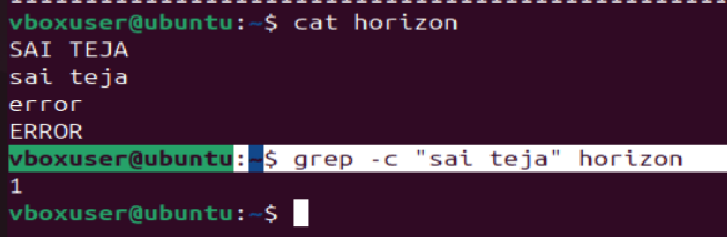 vboxuser@ubuntu:~$ cat horizon
SAI TEJA
sai teja
error
ERROR
vboxuser@ubuntu:~$ grep -c "sai teja" horizon
1
vboxuser@ubuntu:~$